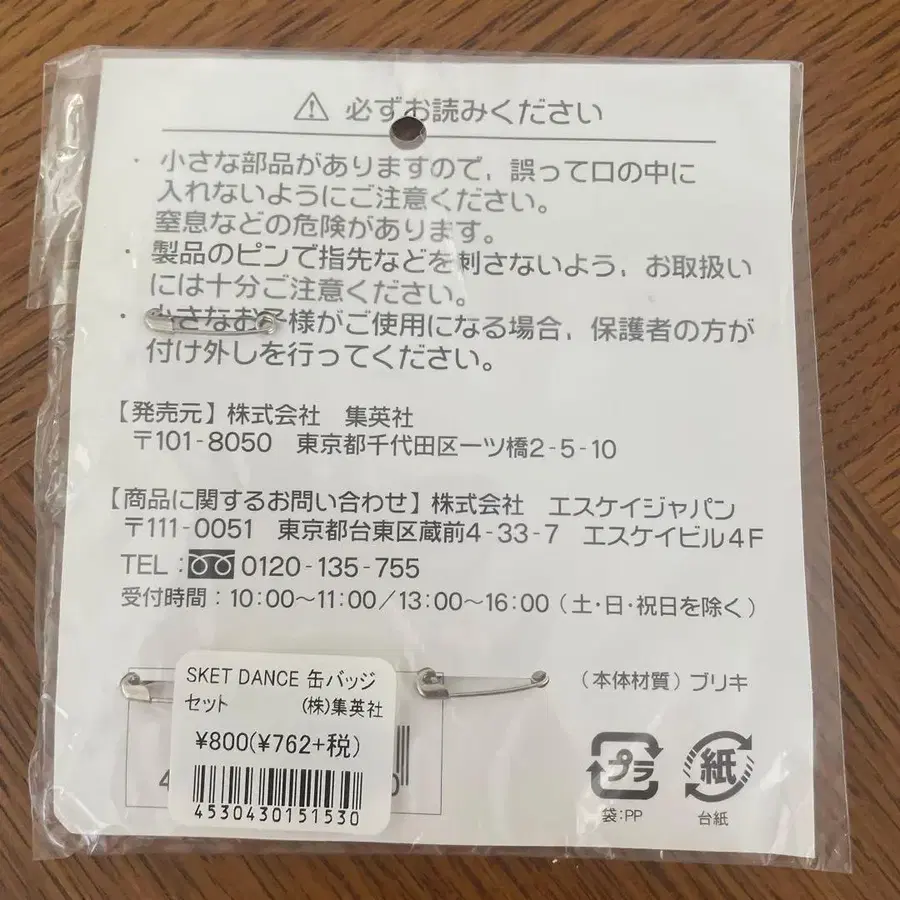 ⚠ 必ずお読みください
・小さな部品がありますので、誤って口の中に
入れないようにご注意ください。
窒息などの危険があります。
・製品のピンで指先などを刺さないよう、お取扱い
には十分ご注意ください。
・小さなお子様がご使用になる場合、保護者の方が
付け外しを行ってください。
【発売元】株式会社 集英社
〒101-8050 東京都千代田区一ツ橋2-5-10
【商品に関するお問い合わせ】株式会社 エスケイジャパン
〒111-0051 東京都台東区蔵前4-33-7 エスケイビル4F
TEL:0120-135-755
受付時間:10:00〜11:00/13:00〜16:00(土・日・祝日を除く)
SKET DANCE 缶バッジ
セット (株)集英社
¥800(¥762+税)
4530430151530
(本体材質)ブリキ
プラ
袋:PP
紙
台紙